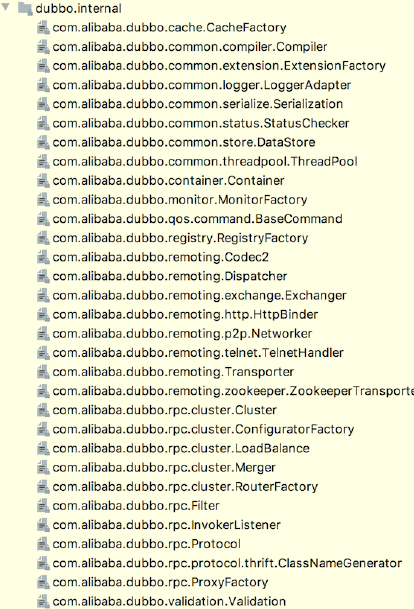 dubbo.internal
com.alibaba.dubbo.cache.CacheFactory
com.alibaba.dubbo.common.compiler.Compiler
com.alibaba.dubbo.common.extension.ExtensionFactory
com.alibaba.dubbo.common.logger.LoggerAdapter
com.alibaba.dubbo.common.serialize.Serialization
com.alibaba.dubbo.common.status.StatusChecker
com.alibaba.dubbo.common.store.DataStore
com.alibaba.dubbo.common.threadpool.ThreadPool
com.alibaba.dubbo.container.Container
com.alibaba.dubbo.monitor.MonitorFactory
com.alibaba.dubbo.qos.command.BaseCommand
com.alibaba.dubbo.registry.RegistryFactory
com.alibaba.dubbo.remoting.Codec2
com.alibaba.dubbo.remoting.Dispatcher
com.alibaba.dubbo.remoting.exchange.Exchanger
com.alibaba.dubbo.remoting.http.HttpBinder
com.alibaba.dubbo.remoting.p2p.Networker
com.alibaba.dubbo.remoting.telnet.TelnetHandler
com.alibaba.dubbo.remoting.Transporter
com.alibaba.dubbo.remoting.zookeeper.ZookeeperTransporte
com.alibaba.dubbo.rpc.cluster.Cluster
com.alibaba.dubbo.rpc.cluster.ConfiguratorFactory
com.alibaba.dubbo.rpc.cluster.LoadBalance
com.alibaba.dubbo.rpc.cluster.Merger
com.alibaba.dubbo.rpc.cluster.RouterFactory
com.alibaba.dubbo.rpc.Filter
com.alibaba.dubbo.rpc.InvokerListener
com.alibaba.dubbo.rpc.Protocol
com.alibaba.dubbo.rpc.protocol.thrift.ClassNameGenerator
com.alibaba.dubbo.rpc.ProxyFactory
com.alibaba.dubbo.validation.Validation